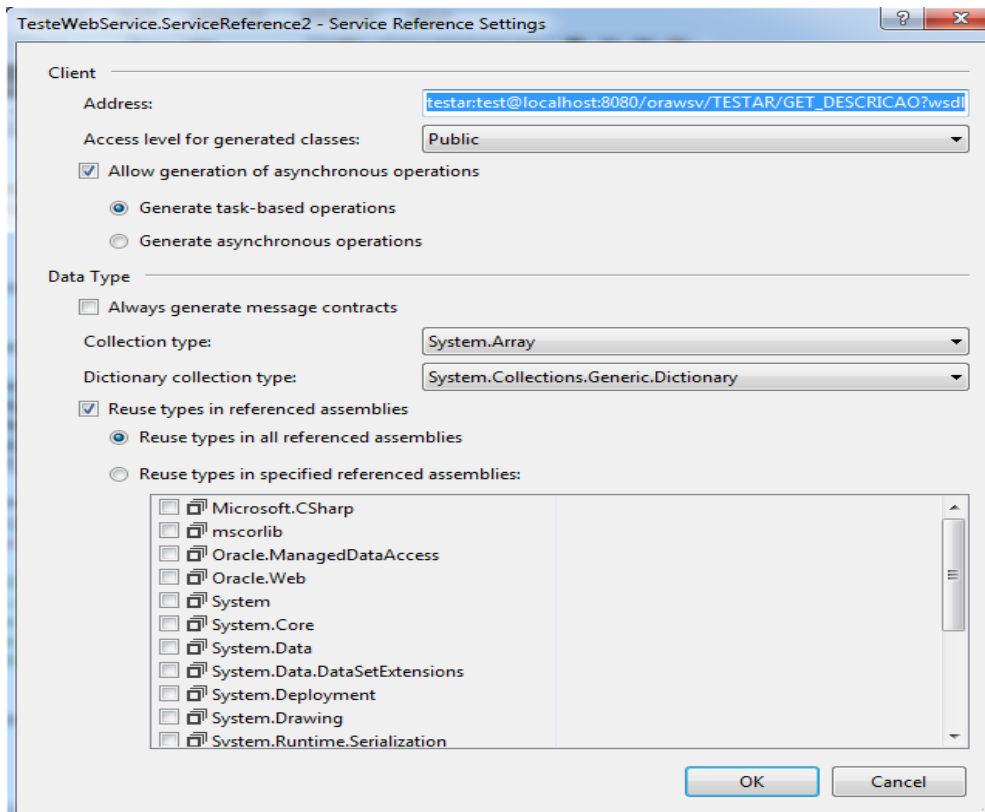 TesteWebService.ServiceReference2 - Service Reference Settings
Client
Address: testar:test@localhost:8080/orawsv/TESTAR/GET_DESCRICAO?wsdl
Access level for generated classes: Public
Allow generation of asynchronous operations
Generate task-based operations
Generate asynchronous operations
Data Type
Always generate message contracts
Collection type: System.Array
Dictionary collection type: System.Collections.Generic.Dictionary
Reuse types in referenced assemblies
Reuse types in all referenced assemblies
Reuse types in specified referenced assemblies:
Microsoft.CSharp
mscorlib
Oracle.ManagedDataAccess
Oracle.Web
System
System.Core
System.Data
System.Data.DataSetExtensions
System.Deployment
System.Drawing
System.Runtime.Serialization
OK Cancel